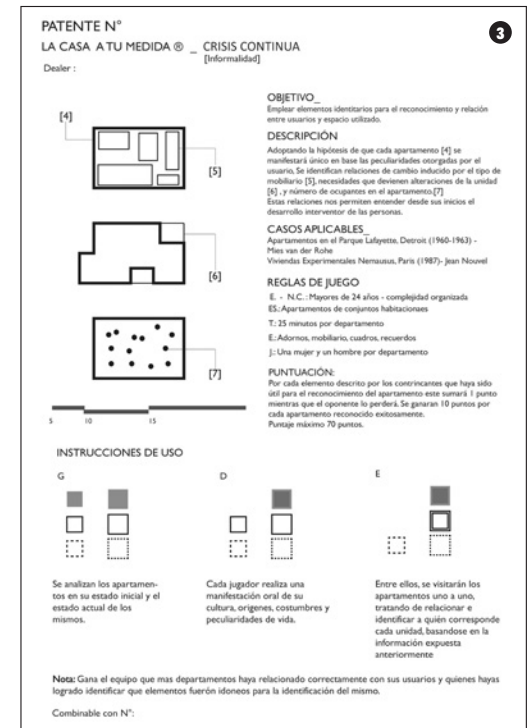 PATENTE N°
3
LA CASA A TU MEDIDA ® _ CRISIS CONTINUA
[Informalidad]
Dealer :
[4]
[5]
[6]
[7]
5 10 15
OBJETIVO_
Emplear elementos identitarios para el reconocimiento y relación
entre usuarios y espacio utilizado.
DESCRIPCIÓN
Adoptando la hipótesis de que cada apartamento [4] se
manifestará único en base las peculiaridades otorgadas por el
usuario, Se identifican relaciones de cambio inducido por el tipo de
mobiliario [5], necesidades que devienen alteraciones de la unidad
[6] , y número de ocupantes en el apartamento.[7]
Estas relaciones nos permiten entender desde sus inicios el
desarrollo interventor de las personas.
CASOS APLICABLES_
Apartamentos en el Parque Lafayette, Detroit (1960-1963) -
Mies van der Rohe
Viviendas Experimentales Nemausus, Paris (1987)- Jean Nouvel
REGLAS DE JUEGO
E. - N.C. : Mayores de 24 años - complejidad organizada
ES.: Apartamentos de conjuntos habitacionaes
T.: 25 minutos por departamento
E.: Adornos, mobiliario, cuadros, recuerdos
J.: Una mujer y un hombre por departamento
PUNTUACIÓN:
Por cada elemento descrito por los contrincantes que haya sido
útil para el reconocimiento del apartamento este sumará 1 punto
mientras que el oponente lo perderá. Se ganaran 10 puntos por
cada apartamento reconocido exitosamente.
Puntaje máximo 70 puntos.
INSTRUCCIONES DE USO
G
Se analizan los apartamen-
tos en su estado inicial y el
estado actual de los
mismos.
D
Cada jugador realiza una
manifestación oral de su
cultura, orígenes, costumbres y
peculiaridades de vida.
E
Entre ellos, se visitarán los
apartamentos uno a uno,
tratando de relacionar e
identificar a quién corresponde
cada unidad, basandose en la
información expuesta
anteriormente
Nota: Gana el equipo que mas departamentos haya relacionado correctamente con sus usuarios y quienes hayas
logrado identificar que elementos fuerón idoneos para la identificación del mismo.
Combinable con N°: